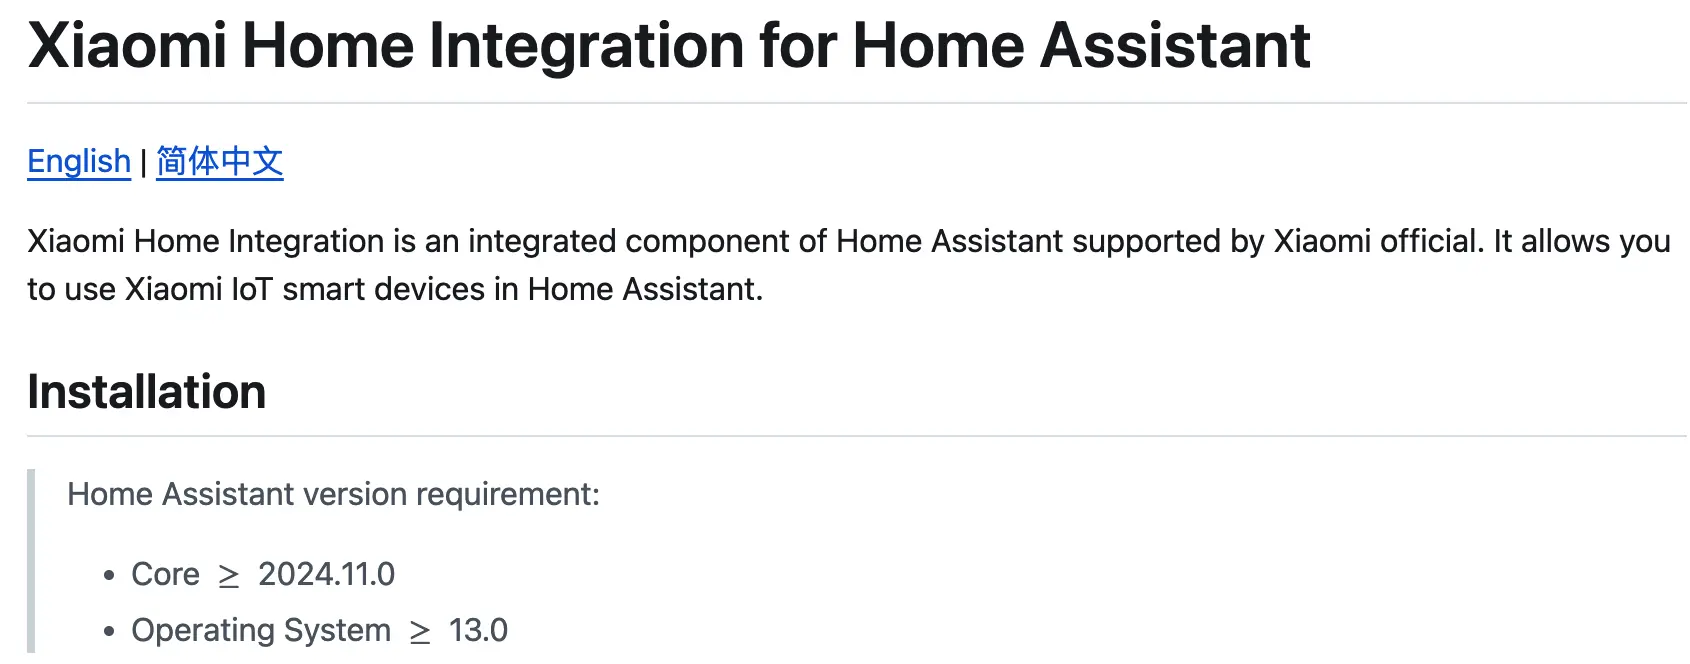 Xiaomi Home Integration for Home Assistant
English | 简体中文
Xiaomi Home Integration is an integrated component of Home Assistant supported by Xiaomi official. It allows you
to use Xiaomi IoT smart devices in Home Assistant.
Installation
Home Assistant version requirement:
• Core ≥ 2024.11.0
• Operating System ≥ 13.0